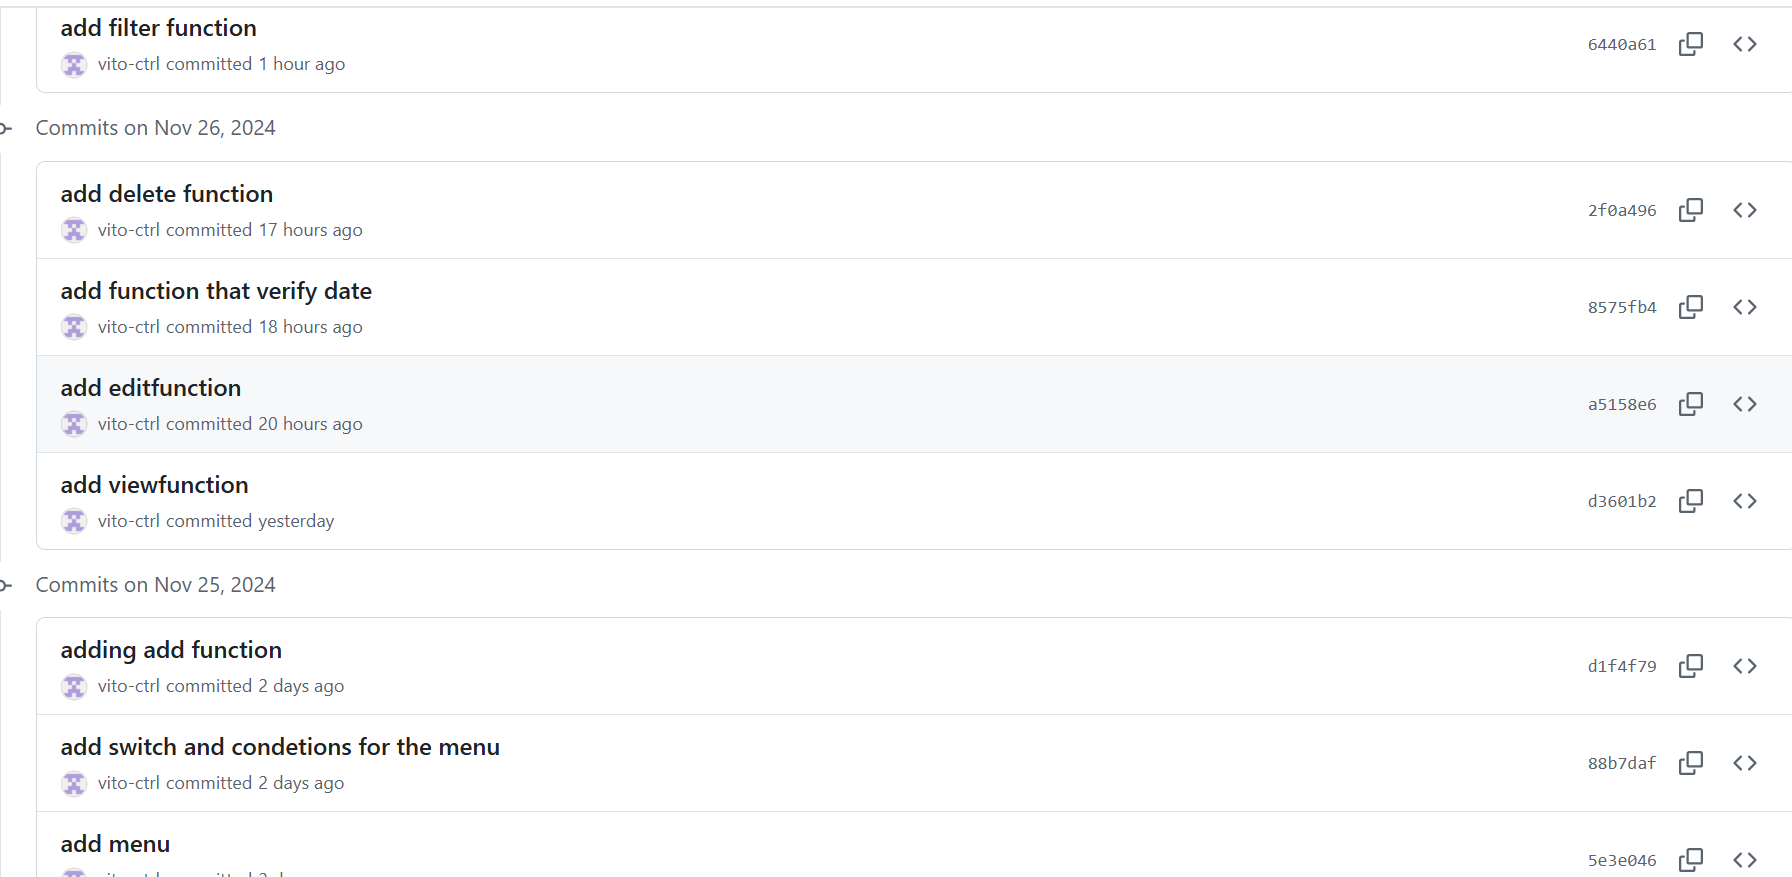 add filter function
6440a61
vito-ctrl committed 1 hour ago
Commits on Nov 26, 2024
add delete function
2f0a496
vito-ctrl committed 17 hours ago
add function that verify date
8575fb4
vito-ctrl committed 18 hours ago
add editfunction
a5158e6
vito-ctrl committed 20 hours ago
add viewfunction
d3601b2
vito-ctrl committed yesterday
Commits on Nov 25, 2024
adding add function
d1f4f79
vito-ctrl committed 2 days ago
add switch and condetions for the menu
88b7daf
vito-ctrl committed 2 days ago
add menu
5e3e046